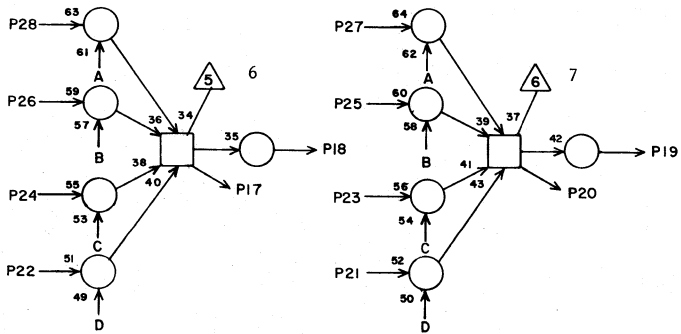 P28 63
61
A
P26 59
57
B
36 34
5 6
35 P18
38
40
P17
P24 55
53
C
P22 51
49
D
P27 64
62
A
P25 60
58
B
39 37
6 7
42 P19
41
43
P20
P23 56
54
C
P21 52
50
D